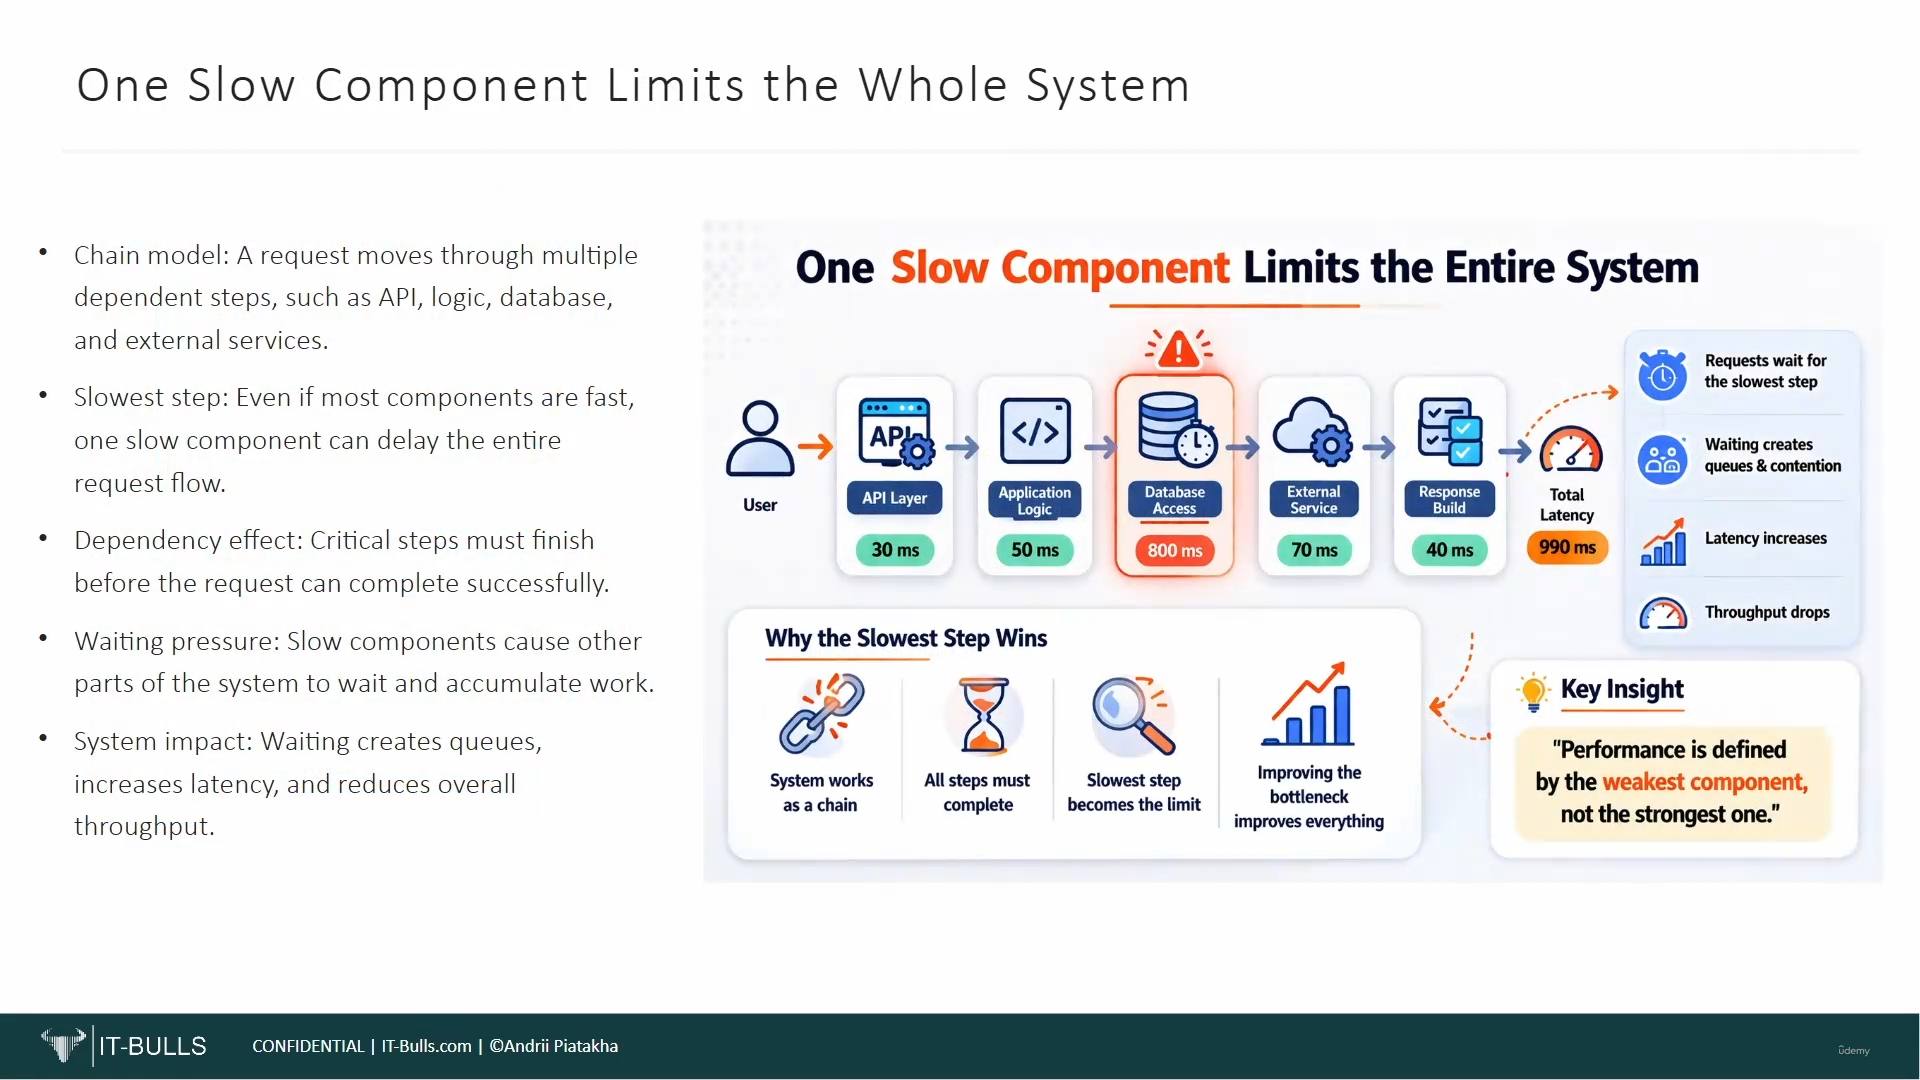 One Slow Component Limits the Whole System
• Chain model: A request moves through multiple
dependent steps, such as API, logic, database,
and external services.
• Slowest step: Even if most components are fast,
one slow component can delay the entire
request flow.
• Dependency effect: Critical steps must finish
before the request can complete successfully.
• Waiting pressure: Slow components cause other
parts of the system to wait and accumulate work.
• System impact: Waiting creates queues,
increases latency, and reduces overall
throughput.
One Slow Component Limits the Entire System
User
API
API Layer
30 ms
</>
Application
Logic
50 ms
!
Database
Access
800 ms
External
Service
70 ms
Response
Build
40 ms
Total
Latency
990 ms
Requests wait for
the slowest step
Waiting creates
queues & contention
Latency increases
Throughput drops
Why the Slowest Step Wins
System works
as a chain
All steps must
complete
Slowest step
becomes the limit
Improving the
bottleneck
improves everything
Key Insight
"Performance is defined
by the weakest component,
not the strongest one."
IT-BULLS
CONFIDENTIAL | IT-Bulls.com | ©Andrii Piatakha
udemy